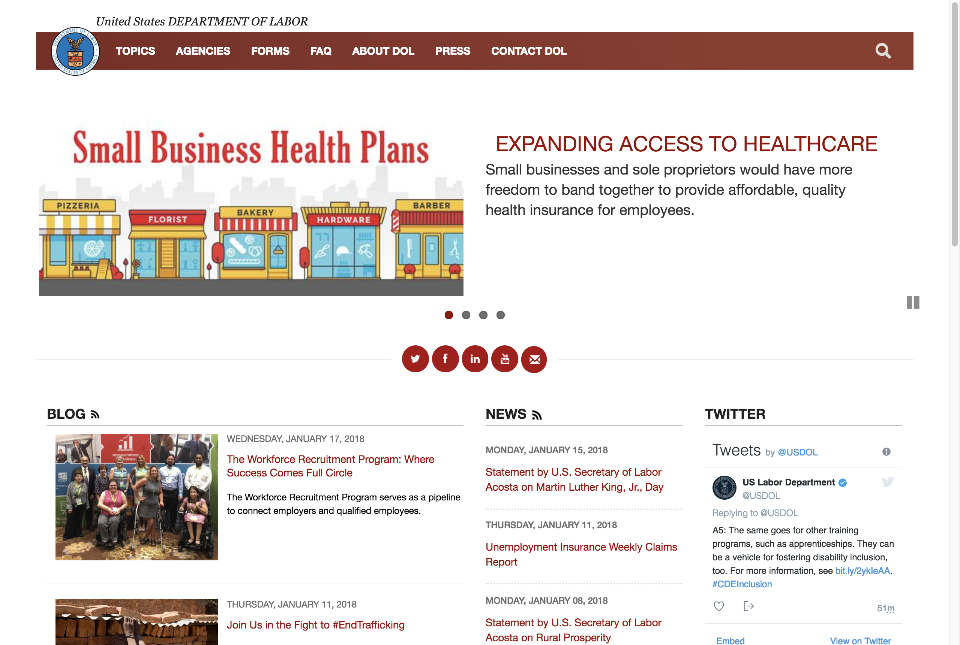 United States DEPARTMENT OF LABOR
TOPICS AGENCIES FORMS FAQ ABOUT DOL PRESS CONTACT DOL
Small Business Health Plans
PIZZERIA
FLORIST
BAKERY
HARDWARE
BARBER
EXPANDING ACCESS TO HEALTHCARE
Small businesses and sole proprietors would have more
freedom to band together to provide affordable, quality
health insurance for employees.
BLOG
WEDNESDAY, JANUARY 17, 2018
The Workforce Recruitment Program: Where
Success Comes Full Circle
The Workforce Recruitment Program serves as a pipeline
to connect employers and qualified employees.
THURSDAY, JANUARY 11, 2018
Join Us in the Fight to #EndTrafficking
NEWS
MONDAY, JANUARY 15, 2018
Statement by U.S. Secretary of Labor
Acosta on Martin Luther King, Jr., Day
THURSDAY, JANUARY 11, 2018
Unemployment Insurance Weekly Claims
Report
MONDAY, JANUARY 08, 2018
Statement by U.S. Secretary of Labor
Acosta on Rural Prosperity
TWITTER
Tweets by @USDOL
US Labor Department
@USDOL
Replying to @USDOL
A5: The same goes for other training
programs, such as apprenticeships. They can
be a vehicle for fostering disability inclusion,
too. For more information, see bit.ly/2ykIeAA.
#CDEInclusion
51m
Embed View on Twitter